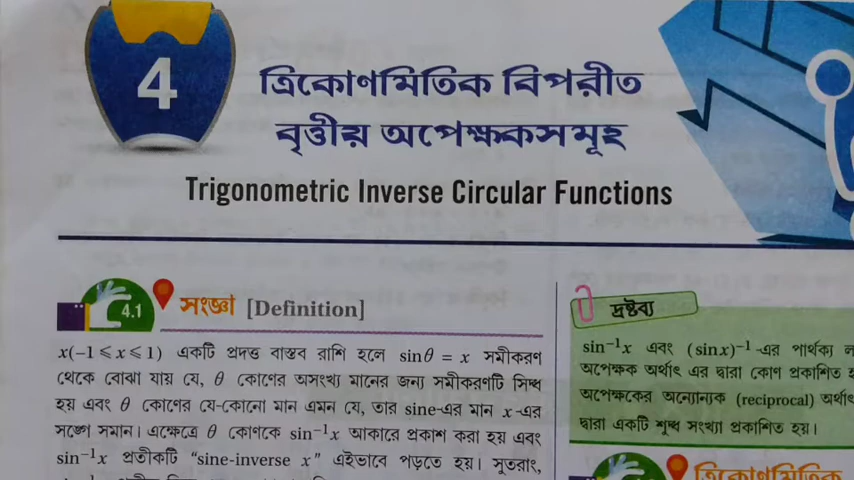 4
ত্রিকোণমিতিক বিপরীত
বৃত্তীয় অপেক্ষকসমূহ
Trigonometric Inverse Circular Functions
4.1
সংজ্ঞা [Definition]
x(−1 ⩽ x ⩽ 1) একটি প্রদত্ত বাস্তব রাশি হলে sinθ = x সমীকরণ
থেকে বোঝা যায় যে, θ কোণের অসংখ্য মানের জন্য সমীকরণটি সিদ্ধ
হয় এবং θ কোণের যে-কোনো মান এমন যে, তার sine-এর মান x-এর
সঙ্গে সমান। এক্ষেত্রে θ কোণকে sin⁻¹x আকারে প্রকাশ করা হয় এবং
sin⁻¹x প্রতীকটি “sine-inverse x” এইভাবে পড়তে হয়। সুতরাং,
দ্রষ্টব্য
sin⁻¹x এবং (sinx)⁻¹-এর পার্থক্য
অপেক্ষক অর্থাৎ এর দ্বারা কোণ প্রকাশিত
অপেক্ষকের অন্যোন্যক (reciprocal) অর্থাৎ
দ্বারা একটি শুদ্ধ সংখ্যা প্রকাশিত হয়।
ত্রিকোণমিতিক